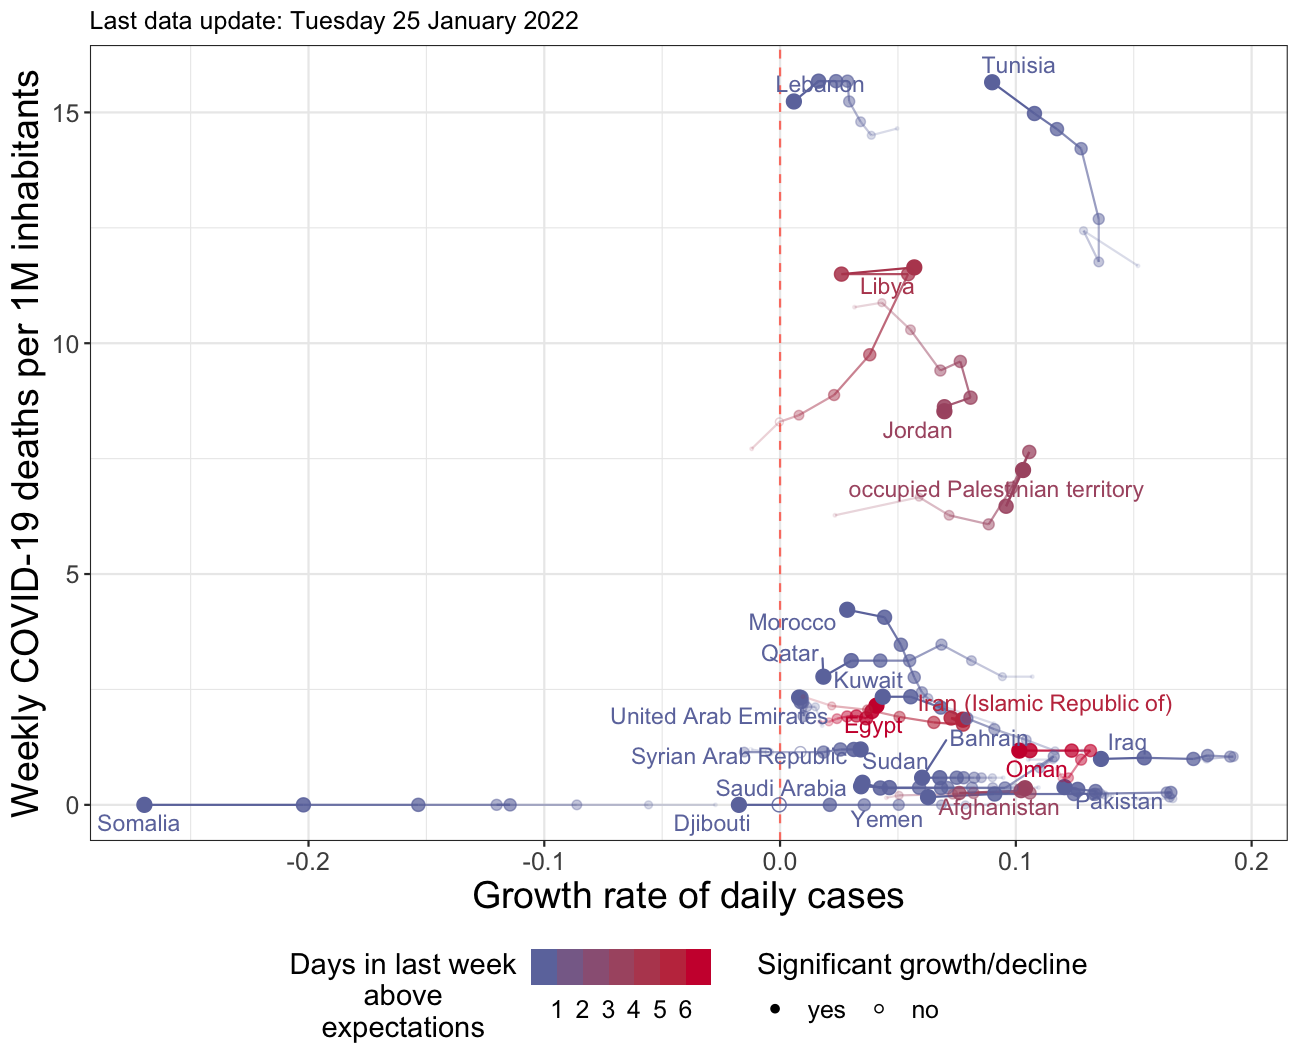 Last data update: Tuesday 25 January 2022
Weekly COVID-19 deaths per 1M inhabitants
15
10
5
0
Tunisia
Lebanon
Libya
Jordan
occupied Palestinian territory
Morocco
Qatar
Kuwait
Iran (Islamic Republic of)
United Arab Emirates
Egypt
Bahrain
Iraq
Syrian Arab Republic
Sudan
Oman
Saudi Arabia
Pakistan
Afghanistan
Somalia
Djibouti
Yemen
-0.2 -0.1 0.0 0.1 0.2
Growth rate of daily cases
Days in last week
above
expectations
1 2 3 4 5 6
Significant growth/decline
yes no